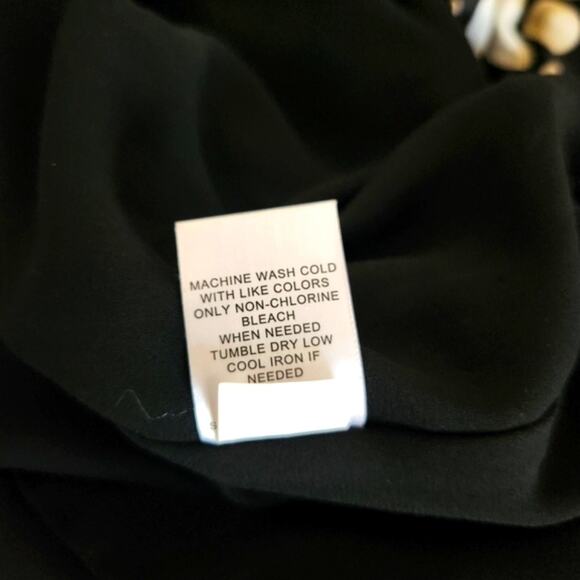 MACHINE WASH COLD
WITH LIKE COLORS
ONLY NON-CHLORINE
BLEACH
WHEN NEEDED
TUMBLE DRY LOW
COOL IRON IF
NEEDED
S